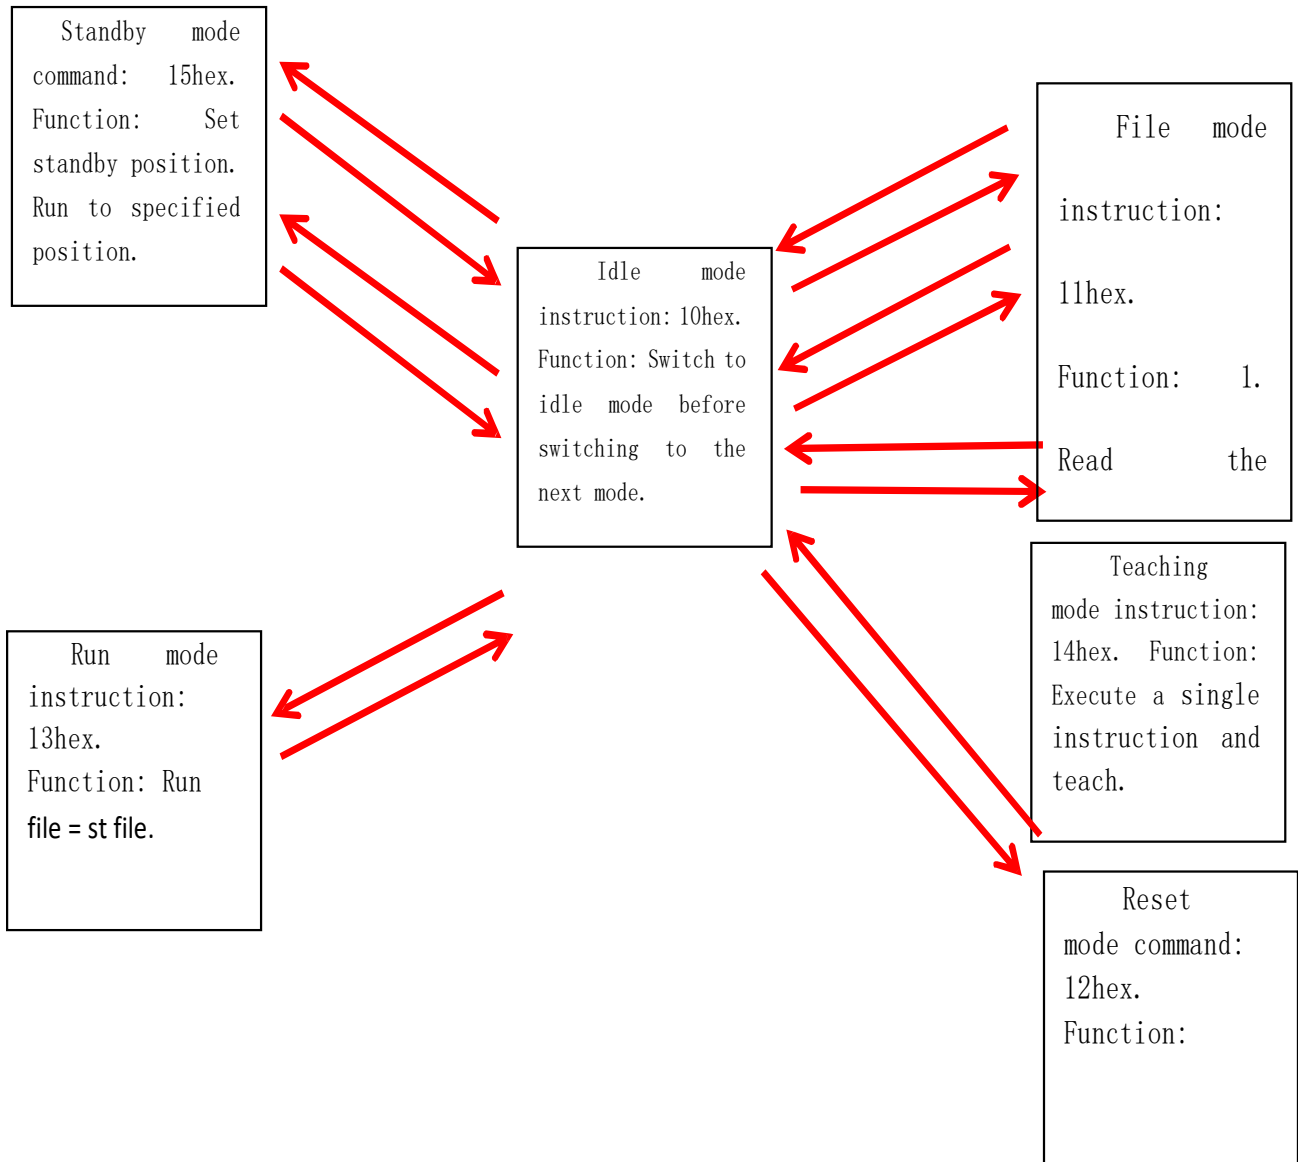 Standby mode
command: 15hex.
Function: Set
standby position.
Run to specified
position.
File mode
instruction:
11hex.
Function: 1.
Read the
Idle mode
instruction: 10hex.
Function: Switch to
idle mode before
switching to the
next mode.
Teaching
mode instruction:
14hex. Function:
Execute a single
instruction and
teach.
Run mode
instruction:
13hex.
Function: Run
file = st file.
Reset
mode command:
12hex.
Function: